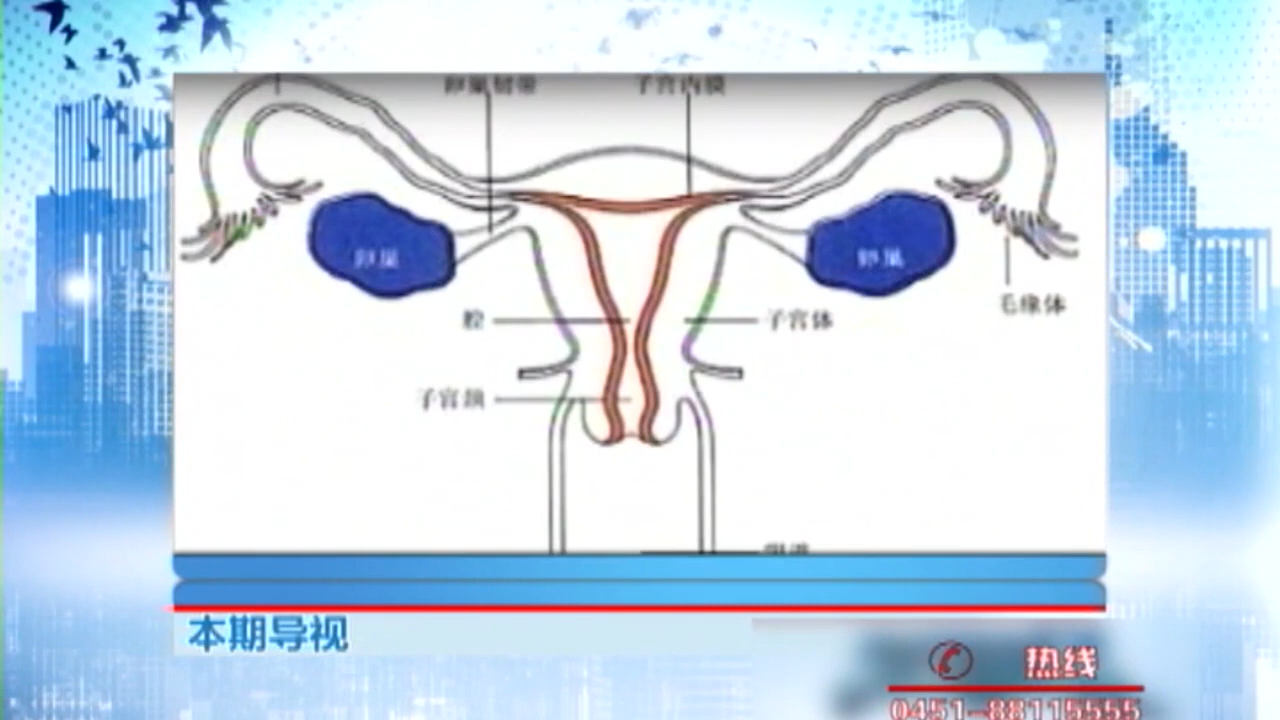 卵巢韧带
子宫内膜
卵巢
卵巢
毛缘体
腔
子宫体
子宫颈
本期导视
热线
0451-88115555